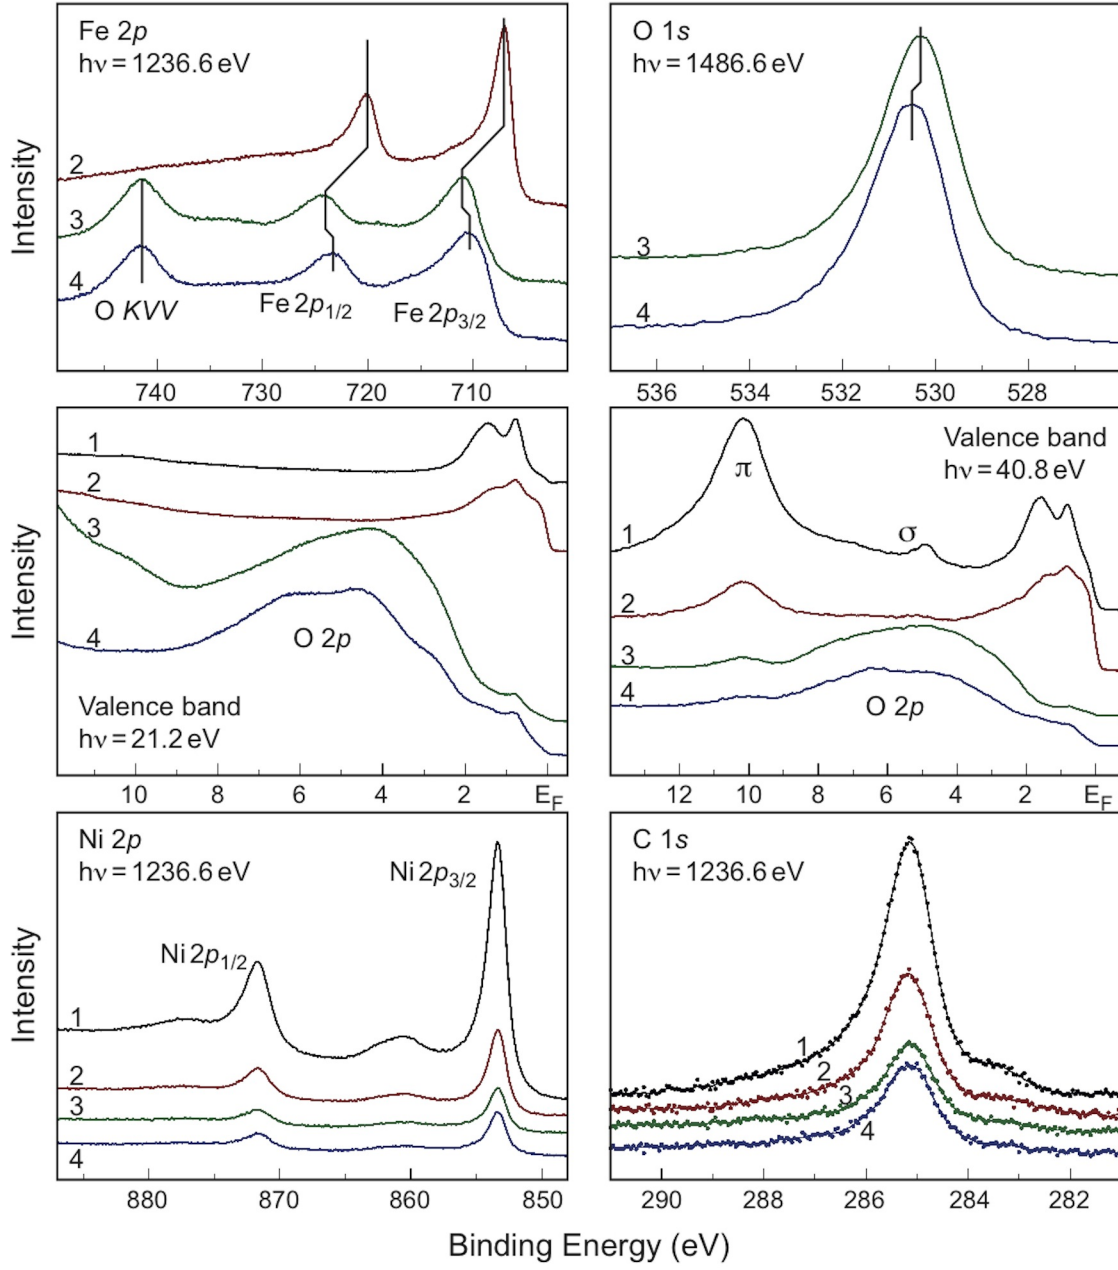 Fe 2p
hν = 1236.6 eV
2
3
4
O KVV
Fe 2p1/2
Fe 2p3/2
Intensity
740
730
720
710
O 1s
hν = 1486.6 eV
3
4
536
534
532
530
528
1
2
3
4
O 2p
Valence band
hν = 21.2 eV
Intensity
10
8
6
4
2
EF
Valence band
hν = 40.8 eV
π
σ
1
2
3
4
O 2p
12
10
8
6
4
2
EF
Ni 2p
hν = 1236.6 eV
Ni 2p3/2
Ni 2p1/2
1
2
3
4
Intensity
880
870
860
850
C 1s
hν = 1236.6 eV
1
2
3
4
290
288
286
284
282
Binding Energy (eV)